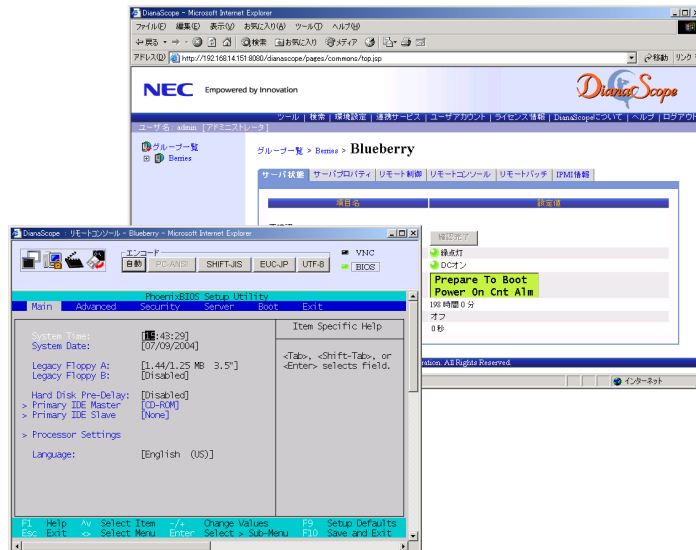 DianaScope - Microsoft Internet Explorer
ファイル(F) 編集(E) 表示(V) お気に入り(A) ツール(T) ヘルプ(H)
戻る 検索 お気に入り メディア
アドレス(D) http://192.168.14.151:8080/dianascope/pages/commons/top.jsp 移動 リンク
NEC Empowered by Innovation DianaScope
ツール | 検索 | 環境設定 | 連携サービス | ユーザアカウント | ライセンス情報 | DianaScopeについて | ヘルプ | ログアウ
ユーザ名: admin [アドミニストレータ]
グループ一覧
Berries
グループ一覧 > Berries > Blueberry
サーバ状態 サーバプロパティ リモート制御 リモートコンソール リモートバッチ IPMI情報
項目名 設定値
確認完了
緑点灯
DCオン
Prepare To Boot
Power On Cnt Alm
198 時間 0 分
オフ
0 秒
ration. All Rights Reserved.
インターネット
DianaScope : リモートコンソール - Blueberry - Microsoft Internet Explorer
エンコード
自動 PC-ANSI SHIFT-JIS EUC-JP UTF-8
VNC
BIOS
PhoenixBIOS Setup Utility
Main Advanced Security Server Boot Exit
Item Specific Help
System Time: :43:29]
System Date: [07/09/2004]
<Tab>, <Shift-Tab>, or
<Enter> selects field.
Legacy Floppy A: [1.44/1.25 MB 3.5"]
Legacy Floppy B: [Disabled]
Hard Disk Pre-Delay: [Disabled]
> Primary IDE Master [CD-ROM]
> Primary IDE Slave [None]
> Processor Settings
Language: [English (US)]
F1 Help ^v Select Item -/+ Change Values F9 Setup Defaults
Esc Exit <> Select Menu Enter Select > Sub-Menu F10 Save and Exit